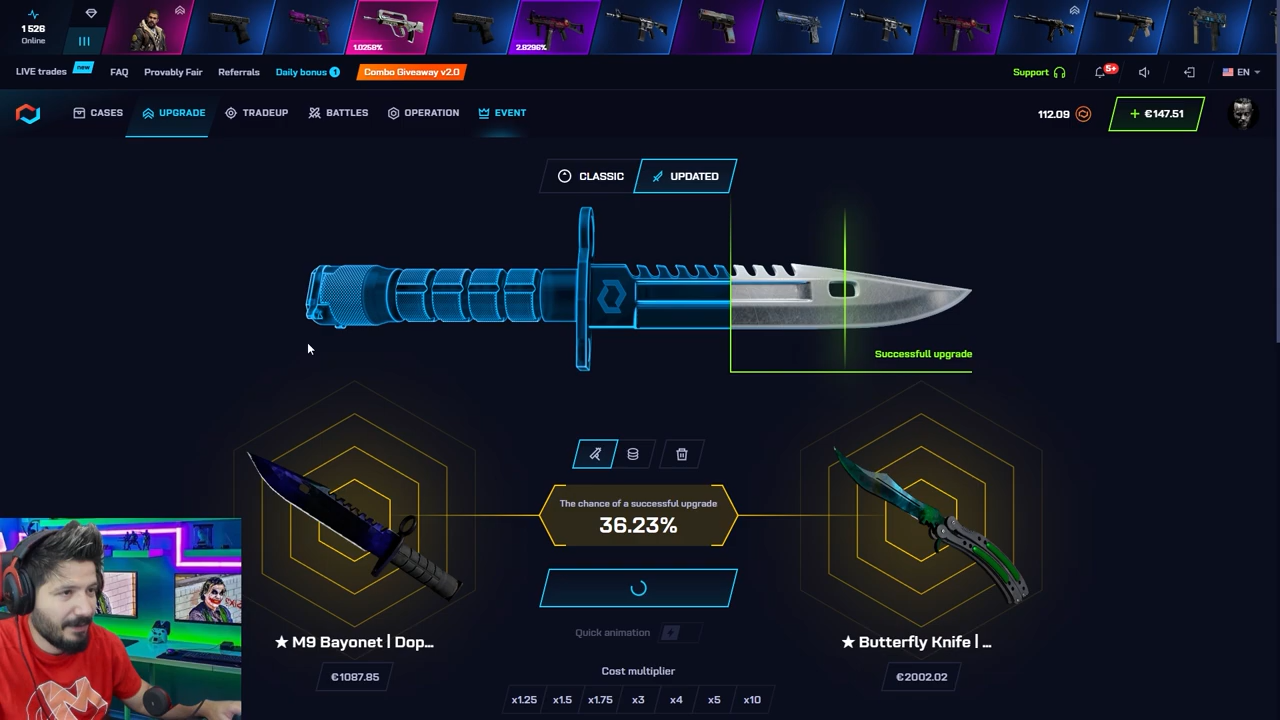 1 526
Online
1.0258%
2.8296%
LIVE trades
new
FAQ
Provably Fair
Referrals
Daily bonus 1
Combo Giveaway v2.0
Support
5+
EN
CASES
UPGRADE
TRADEUP
BATTLES
OPERATION
EVENT
112.09
+ €147.51
CLASSIC
UPDATED
Successfull upgrade
The chance of a successful upgrade
36.23%
Quick animation
★ M9 Bayonet | Dop...
€1087.85
★ Butterfly Knife | ...
€2002.02
Cost multiplier
x1.25
x1.5
x1.75
x3
x4
x5
x10